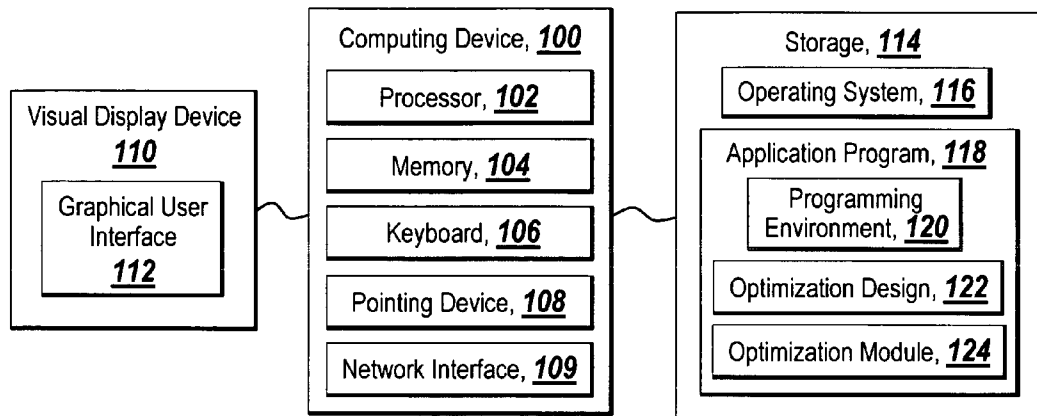 Visual Display Device
110
Graphical User
Interface
112
Computing Device, 100
Processor, 102
Memory, 104
Keyboard, 106
Pointing Device, 108
Network Interface, 109
Storage, 114
Operating System, 116
Application Program, 118
Programming
Environment, 120
Optimization Design, 122
Optimization Module, 124